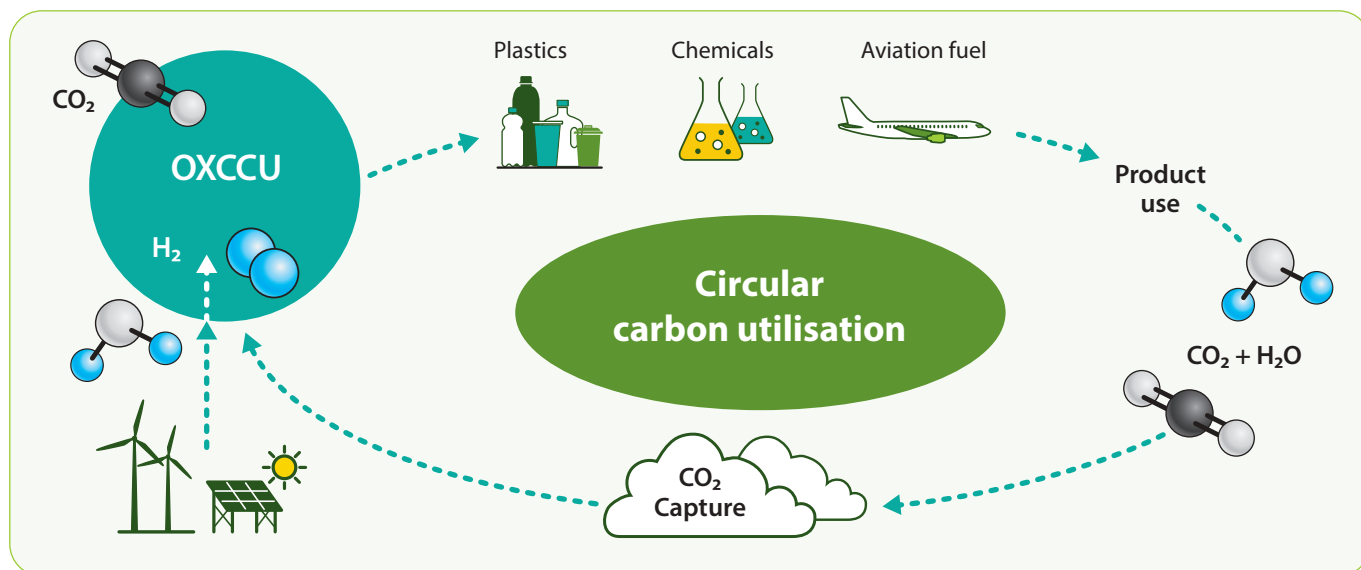 CO₂
OXCCU
H₂
Plastics
Chemicals
Aviation fuel
Product
use
CO₂ + H₂O
Circular
carbon utilisation
CO₂
Capture